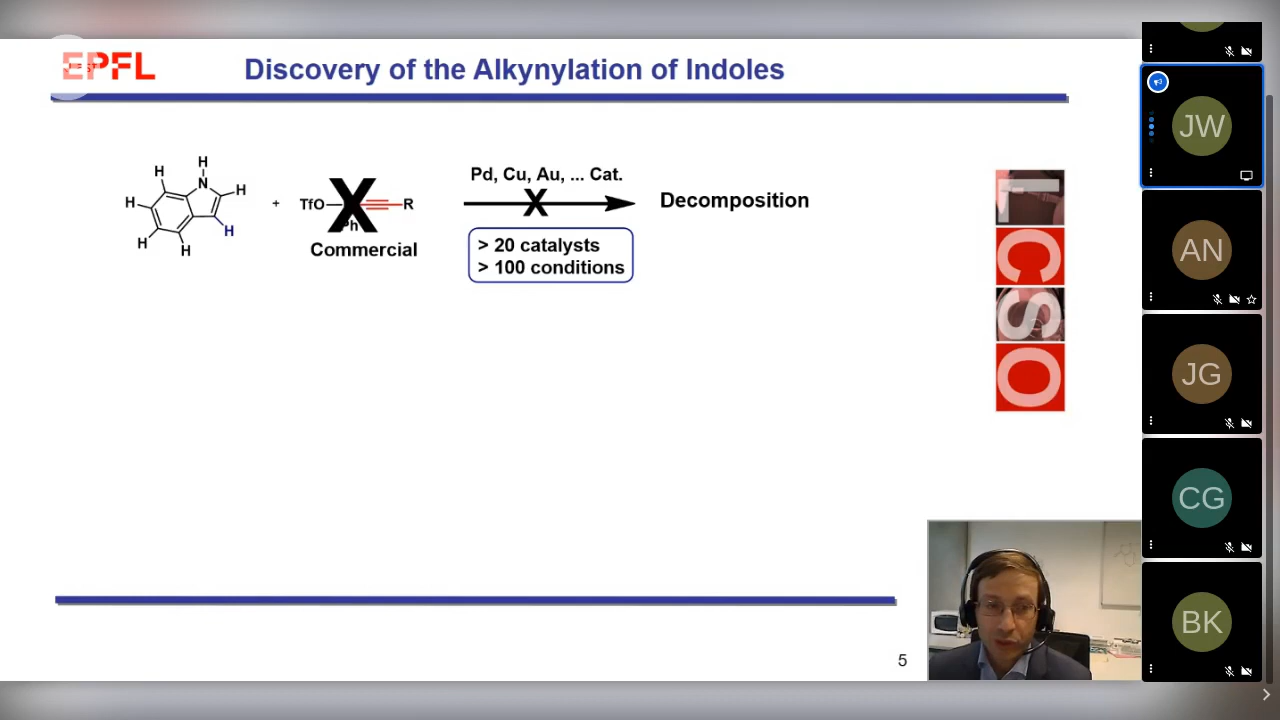 EPFL
Discovery of the Alkynylation of Indoles
H
H
N
H
H
H
H
H
+
TfO
X
R
Ph
Commercial
Pd, Cu, Au, ... Cat.
X
> 20 catalysts
> 100 conditions
Decomposition
LCSO
5
JW
AN
JG
CG
BK